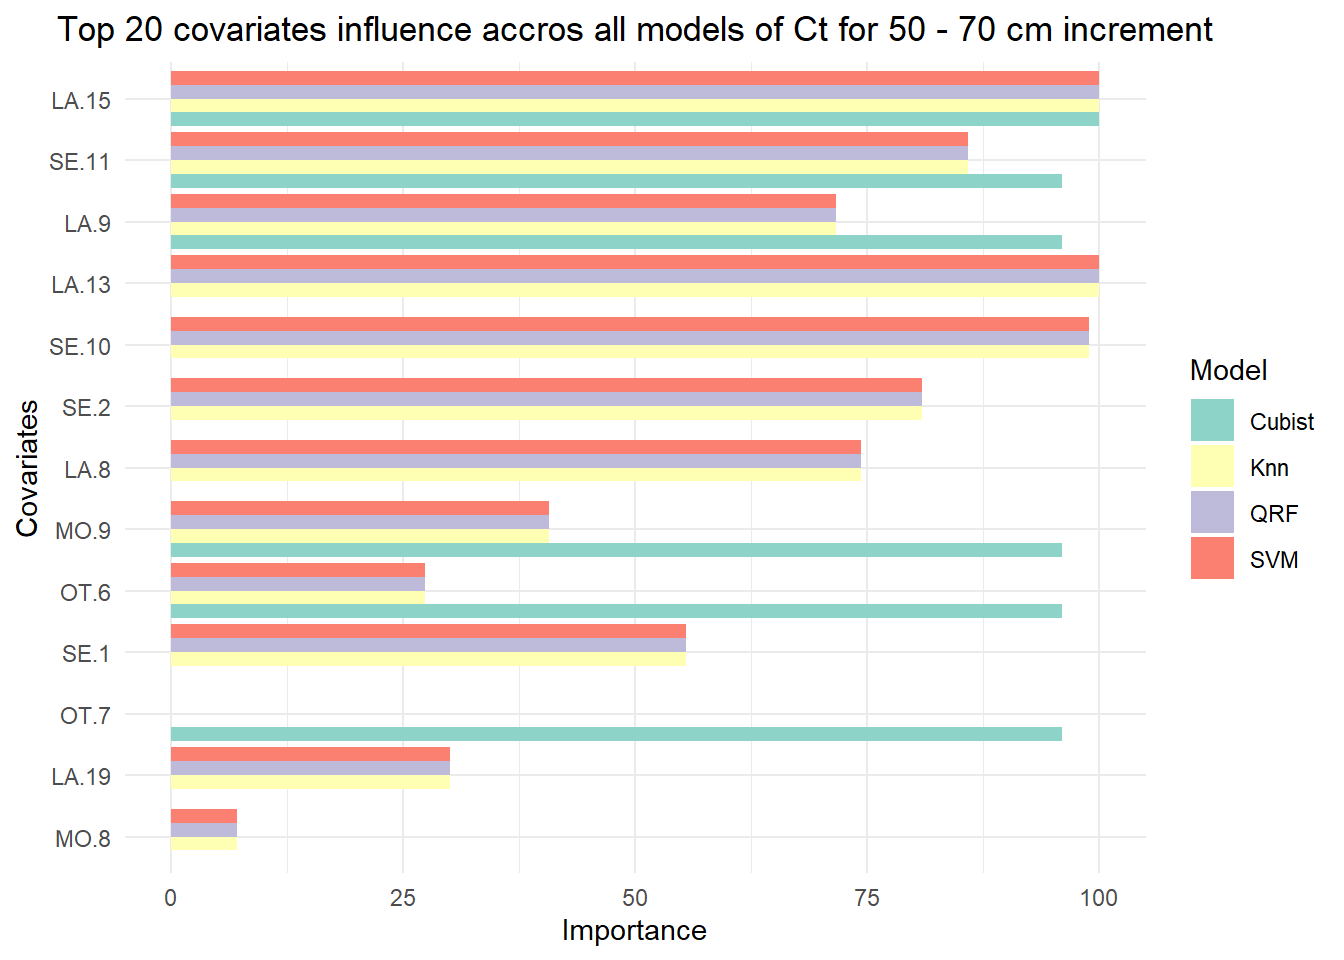 Top 20 covariates influence accros all models of Ct for 50 - 70 cm increment
LA.15
SE.11
LA.9
LA.13
SE.10
SE.2
LA.8
MO.9
OT.6
SE.1
OT.7
LA.19
MO.8
Covariates
0 25 50 75 100
Importance
Model
Cubist
Knn
QRF
SVM